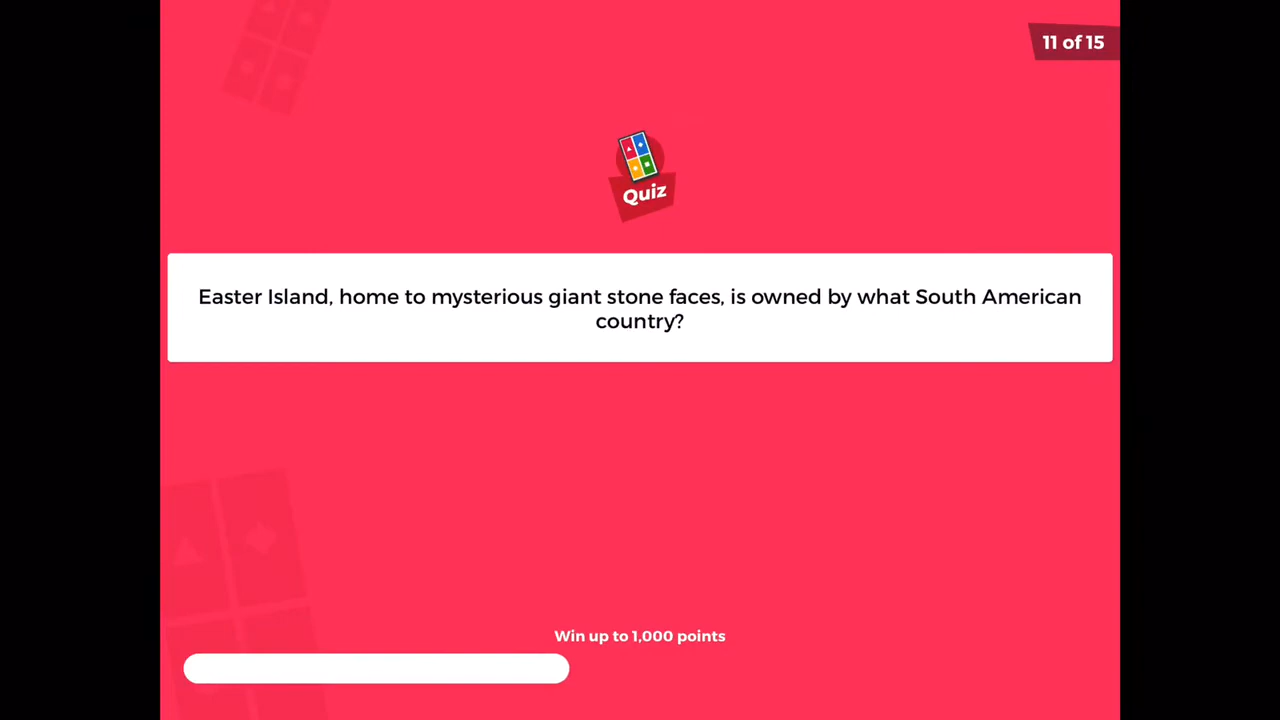 11 of 15
Quiz
Easter Island, home to mysterious giant stone faces, is owned by what South American
country?
Win up to 1,000 points